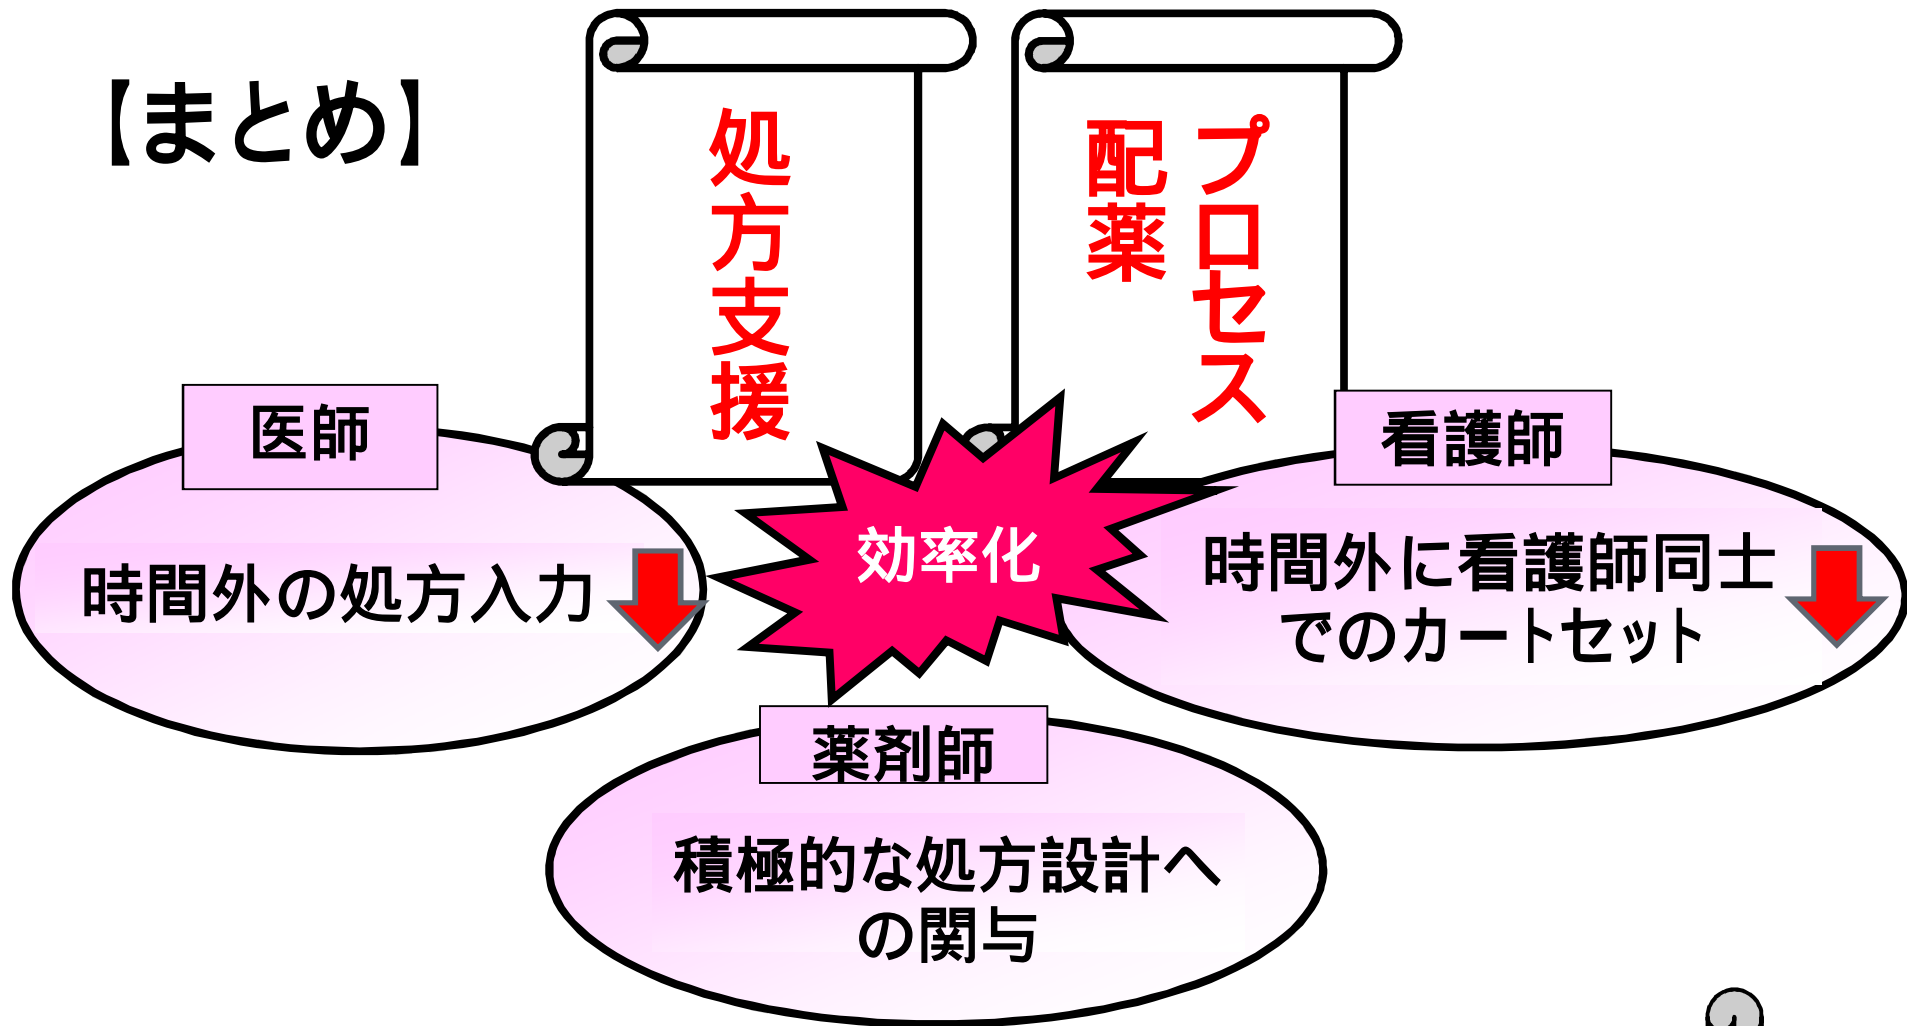 【まとめ】
処方支援
プロセス
配薬
医師
時間外の処方入力
効率化
看護師
時間外に看護師同士
でのカートセット
薬剤師
積極的な処方設計へ
の関与